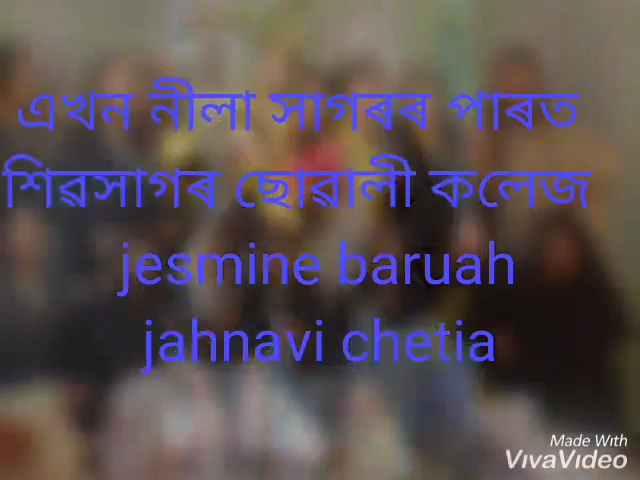 এখন নীলা সাগৰৰ পাৰত
শিৱসাগৰ ছোৱালী কলেজ
jesmine baruah
jahnavi chetia
Made With
VivaVideo